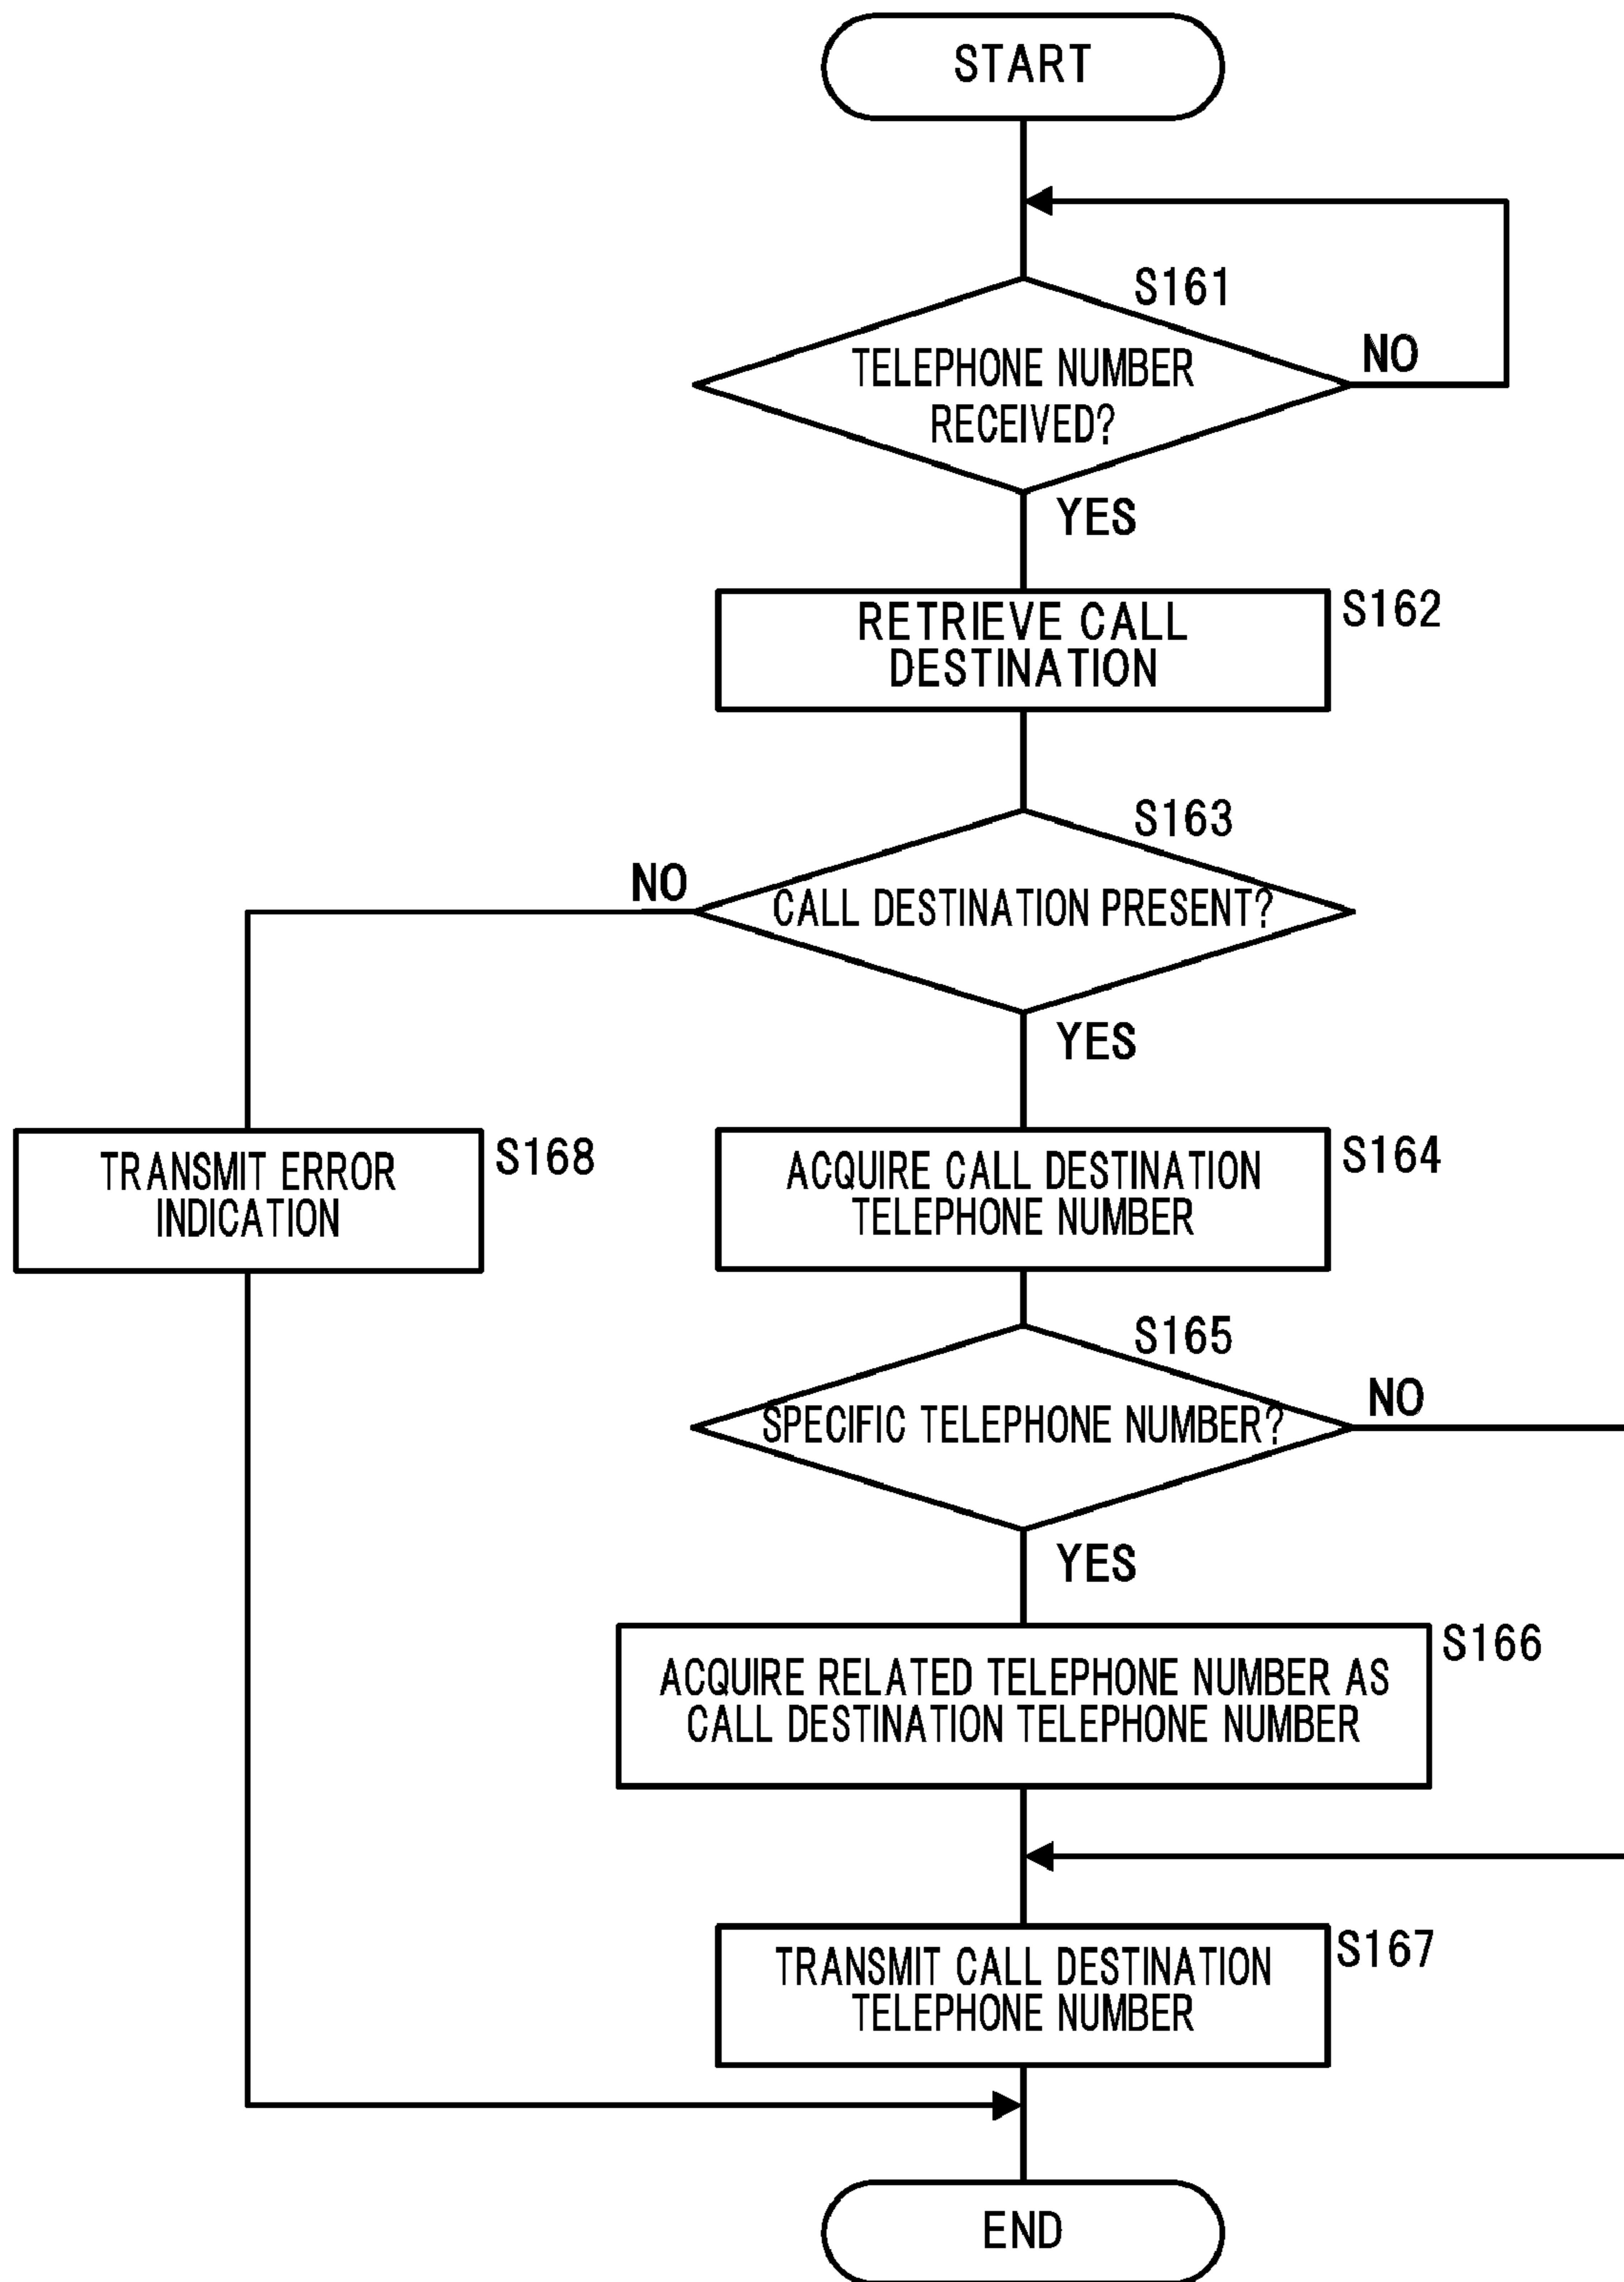 START
S161
TELEPHONE NUMBER
RECEIVED?
NO
YES
RETRIEVE CALL
DESTINATION
S162
S163
NO
CALL DESTINATION PRESENT?
YES
TRANSMIT ERROR
INDICATION
S168
ACQUIRE CALL DESTINATION
TELEPHONE NUMBER
S164
S165
SPECIFIC TELEPHONE NUMBER?
NO
YES
ACQUIRE RELATED TELEPHONE NUMBER AS
CALL DESTINATION TELEPHONE NUMBER
S166
TRANSMIT CALL DESTINATION
TELEPHONE NUMBER
S167
END